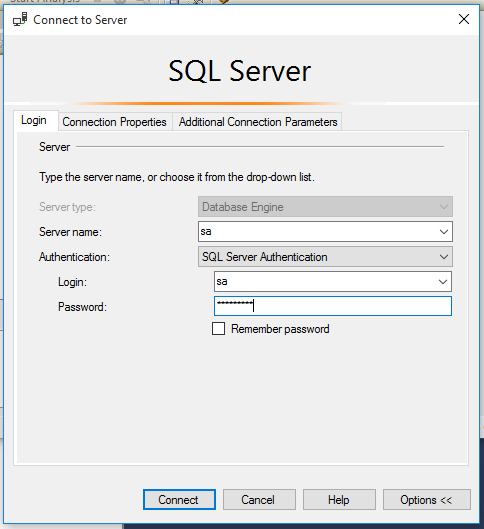 Start Analysis
Connect to Server
SQL Server
Login Connection Properties Additional Connection Parameters
Server
Type the server name, or choose it from the drop-down list.
Server type: Database Engine
Server name: sa
Authentication: SQL Server Authentication
Login: sa
Password: *********
Remember password
Connect Cancel Help Options <<